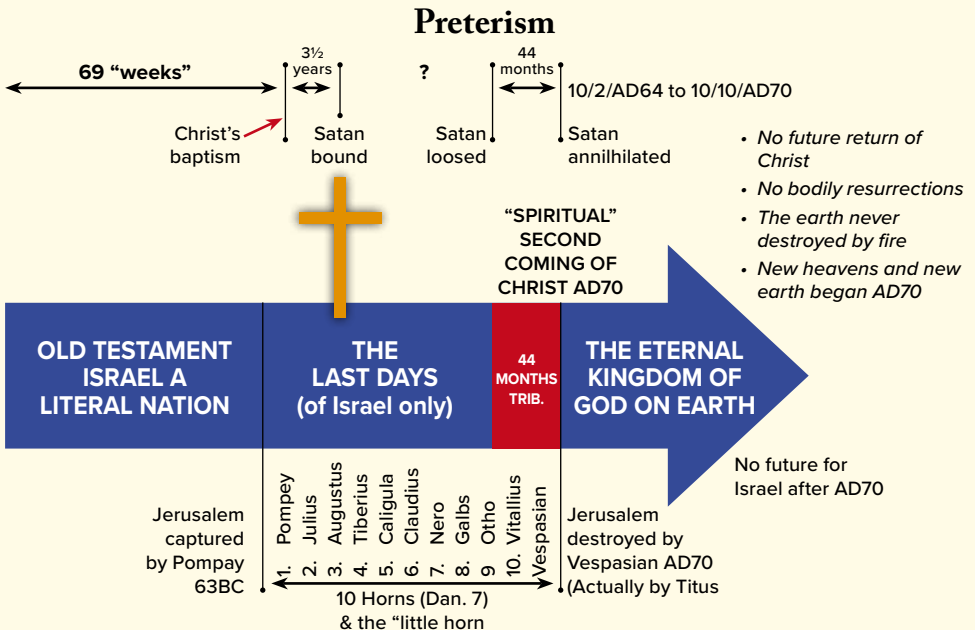 Preterism
69 “weeks”
3½
years
?
44
months
10/2/AD64 to 10/10/AD70
Christ’s
baptism
Satan
bound
Satan
loosed
Satan
annilhilated
• No future return of
Christ
• No bodily resurrections
• The earth never
destroyed by fire
• New heavens and new
earth began AD70
“SPIRITUAL”
SECOND
COMING OF
CHRIST AD70
OLD TESTAMENT
ISRAEL A
LITERAL NATION
THE
LAST DAYS
(of Israel only)
44
MONTHS
TRIB.
THE ETERNAL
KINGDOM OF
GOD ON EARTH
No future for
Israel after AD70
Jerusalem
captured
by Pompay
63BC
1. Pompey
2. Julius
3. Augustus
4. Tiberius
5. Caligula
6. Claudius
7. Nero
8. Galbs
9 Otho
10. Vitallius
Vespasian
10 Horns (Dan. 7)
& the “little horn
Jerusalem
destroyed by
Vespasian AD70
(Actually by Titus